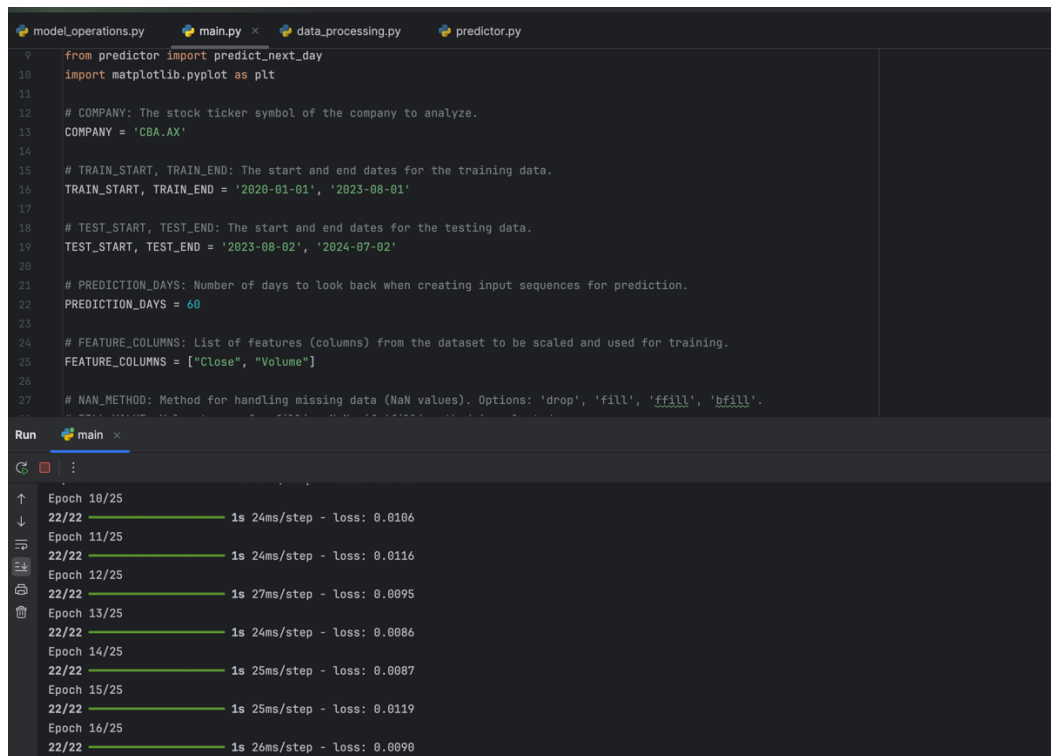 model_operations.py main.py × data_processing.py predictor.py
9 from predictor import predict_next_day
10 import matplotlib.pyplot as plt
11
12 # COMPANY: The stock ticker symbol of the company to analyze.
13 COMPANY = 'CBA.AX'
14
15 # TRAIN_START, TRAIN_END: The start and end dates for the training data.
16 TRAIN_START, TRAIN_END = '2020-01-01', '2023-08-01'
17
18 # TEST_START, TEST_END: The start and end dates for the testing data.
19 TEST_START, TEST_END = '2023-08-02', '2024-07-02'
20
21 # PREDICTION_DAYS: Number of days to look back when creating input sequences for prediction.
22 PREDICTION_DAYS = 60
23
24 # FEATURE_COLUMNS: List of features (columns) from the dataset to be scaled and used for training.
25 FEATURE_COLUMNS = ["Close", "Volume"]
26
27 # NAN_METHOD: Method for handling missing data (NaN values). Options: 'drop', 'fill', 'ffill', 'bfill'.
Run main ×
Epoch 10/25
22/22 1s 24ms/step - loss: 0.0106
Epoch 11/25
22/22 1s 24ms/step - loss: 0.0116
Epoch 12/25
22/22 1s 27ms/step - loss: 0.0095
Epoch 13/25
22/22 1s 24ms/step - loss: 0.0086
Epoch 14/25
22/22 1s 25ms/step - loss: 0.0087
Epoch 15/25
22/22 1s 25ms/step - loss: 0.0119
Epoch 16/25
22/22 1s 26ms/step - loss: 0.0090